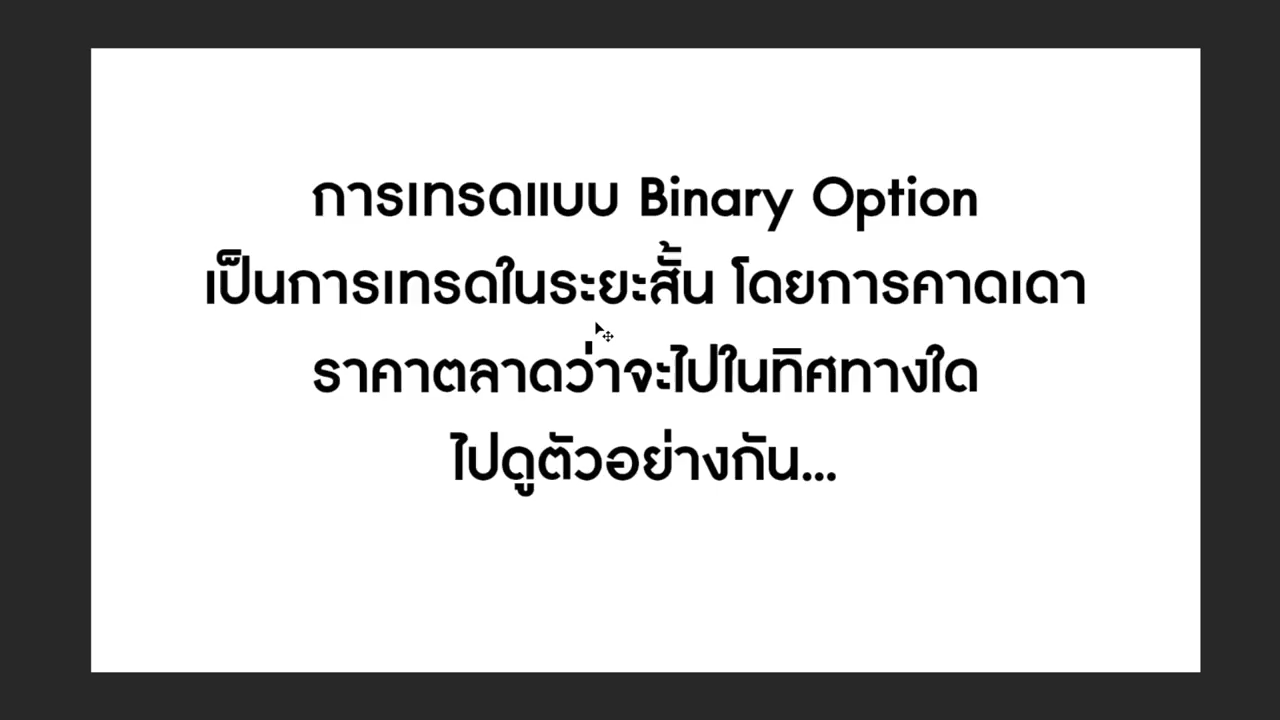 การเทรดแบบ Binary Option
เป็นการเทรดในระยะสั้น โดยการคาดเดา
ราคาตลาดว่าจะไปในทิศทางใด
ไปดูตัวอย่างกัน...